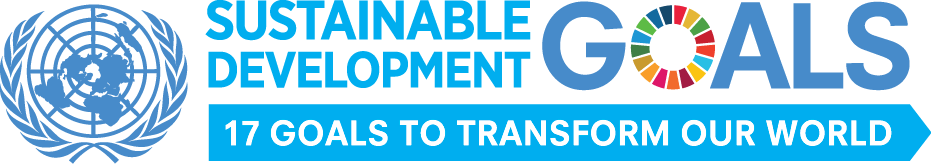 SUSTAINABLE
DEVELOPMENT
GOALS
17 GOALS TO TRANSFORM OUR WORLD